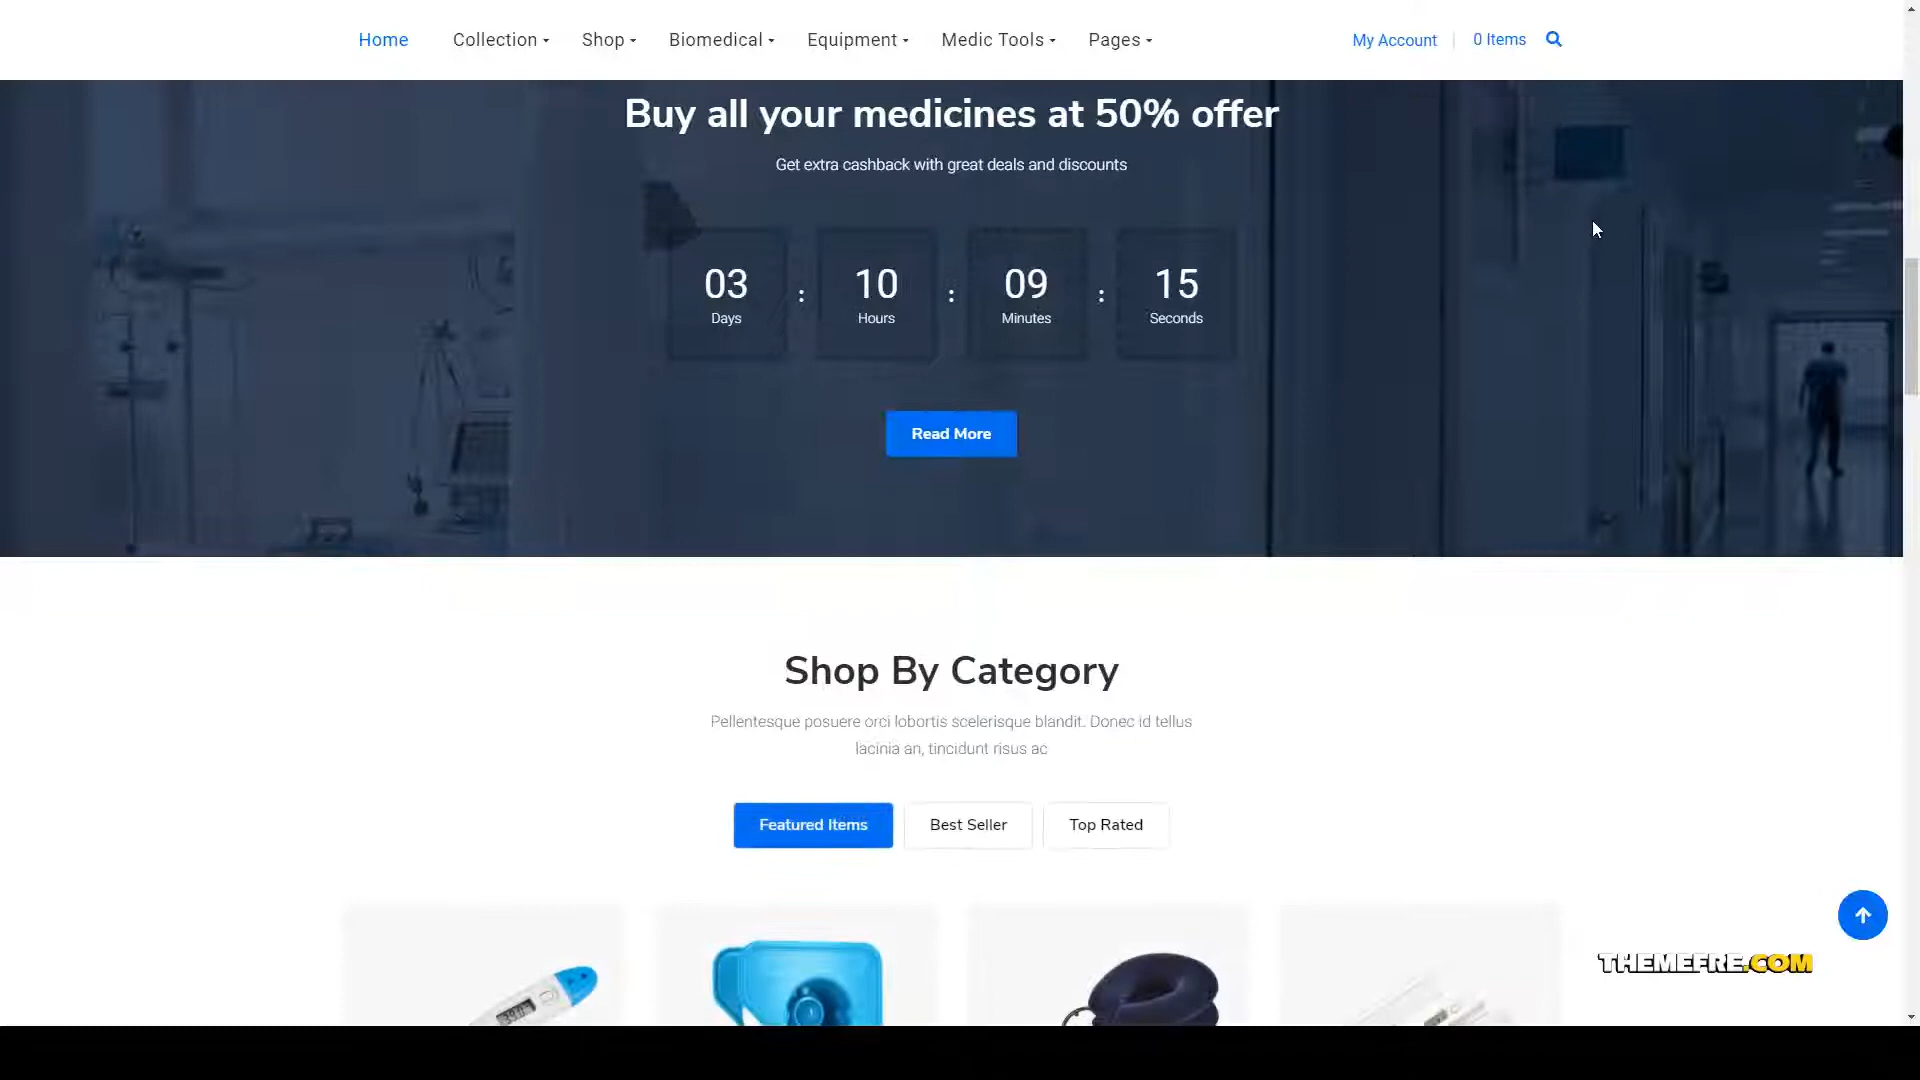 Home Collection Shop Biomedical Equipment Medic Tools Pages My Account 0 Items
Buy all your medicines at 50% offer
Get extra cashback with great deals and discounts
03 : 10 : 09 : 15
Days Hours Minutes Seconds
Read More
Shop By Category
Pellentesque posuere orci lobortis scelerisque blandit. Donec id tellus
lacinia an, tincidunt risus ac
Featured Items Best Seller Top Rated
THEMEFRE.COM